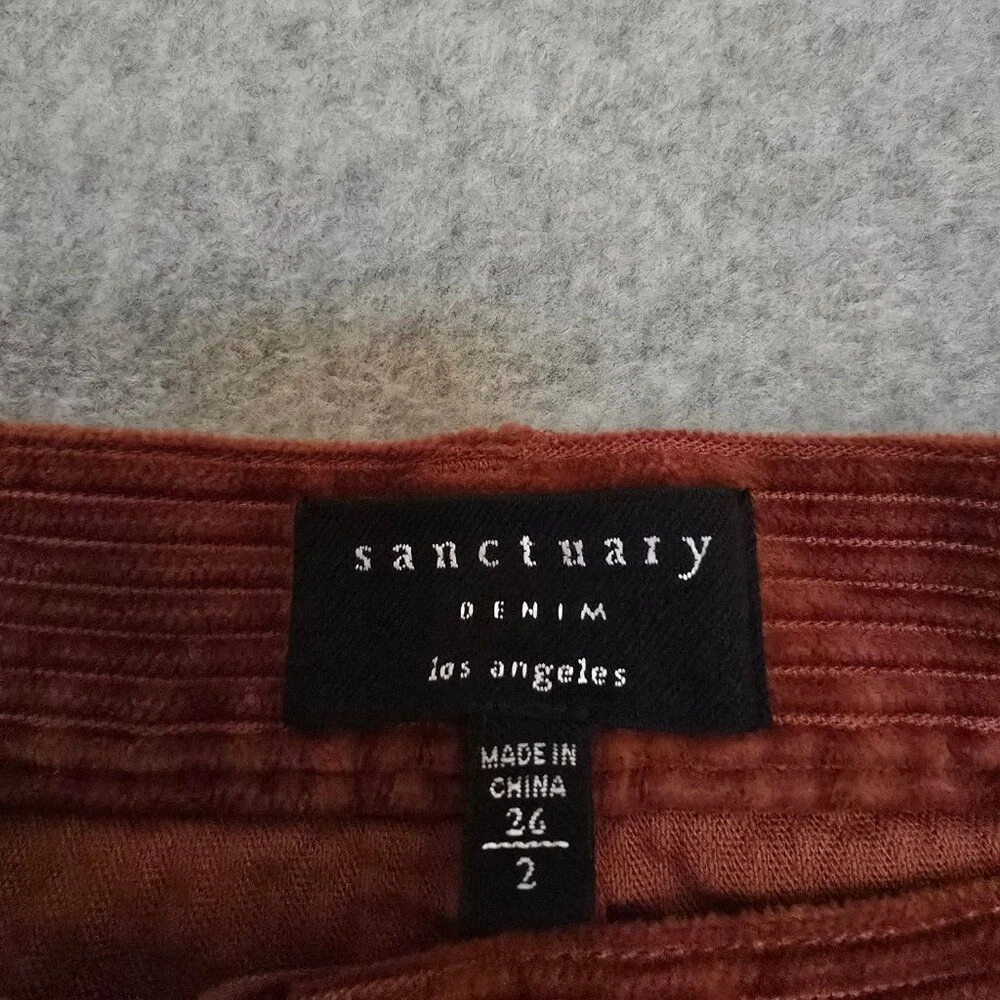 sanctuary
DENIM
los angeles
MADE IN
CHINA
26
2